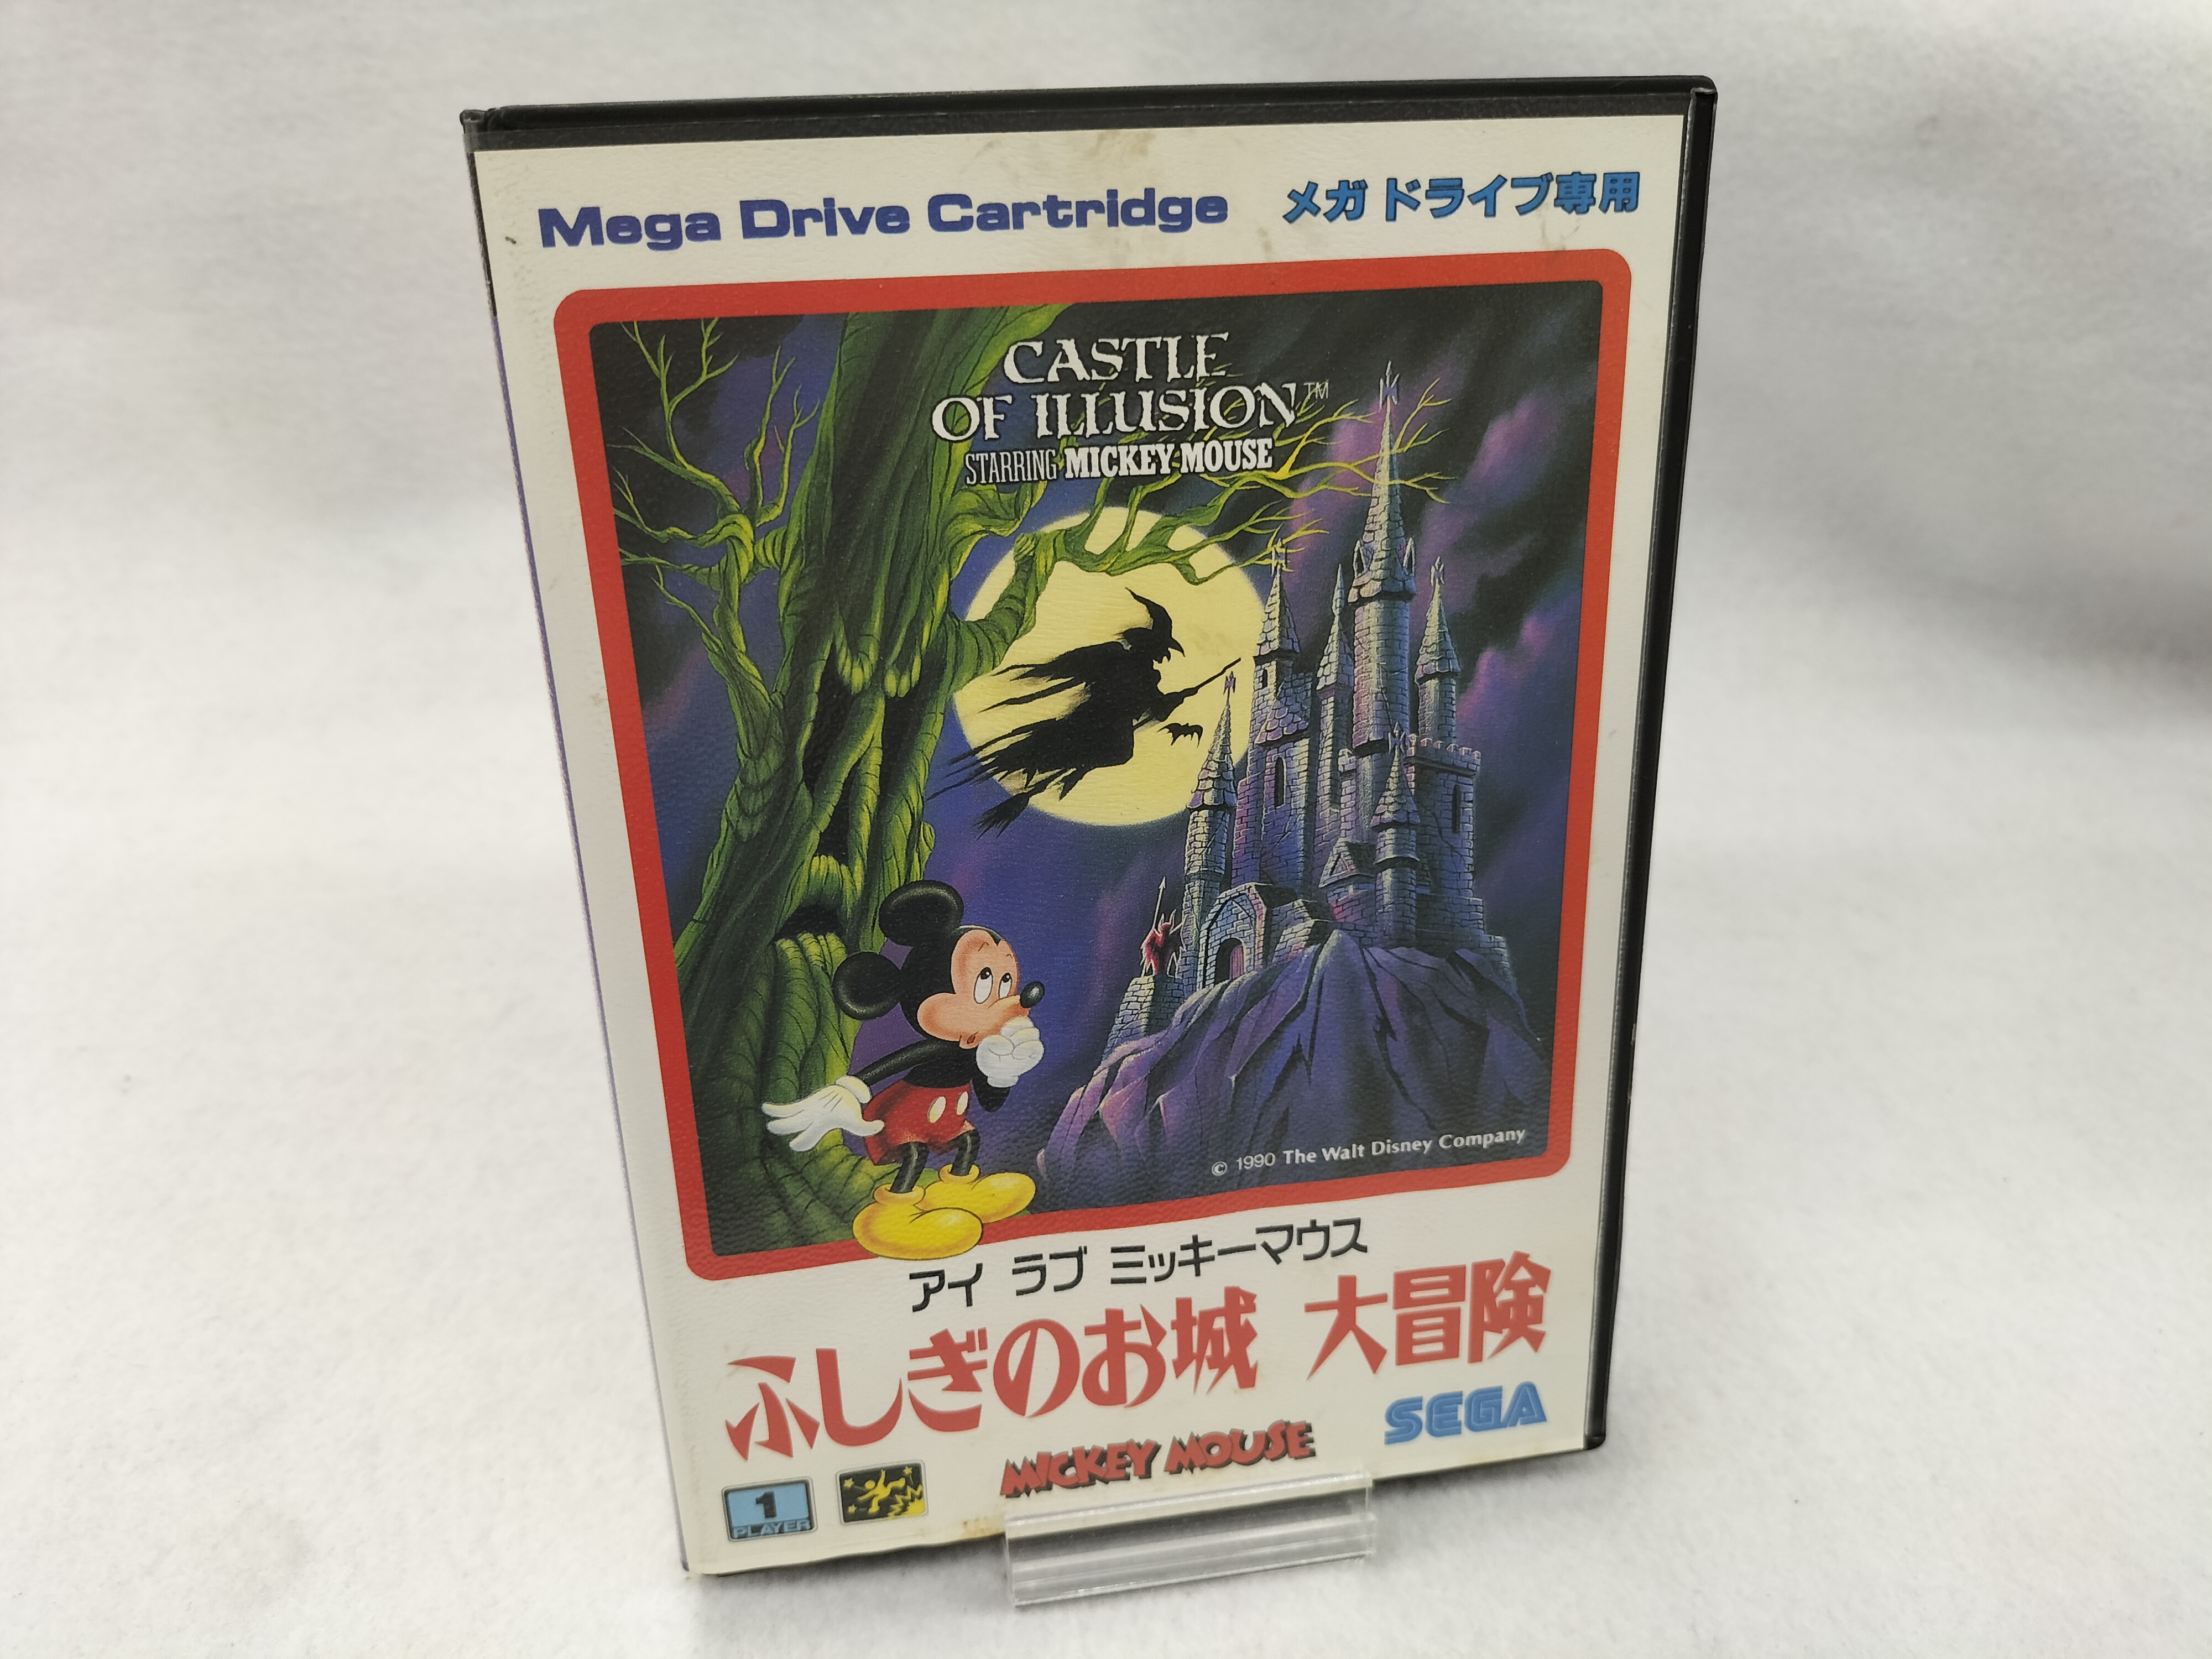 Mega Drive Cartridge メガドライブ専用
CASTLE
OF ILLUSION™
STARRING MICKEY MOUSE
© 1990 The Walt Disney Company
アイ ラブ ミッキーマウス
ふしぎのお城 大冒険
SEGA
MICKEY MOUSE
1
PLAYER